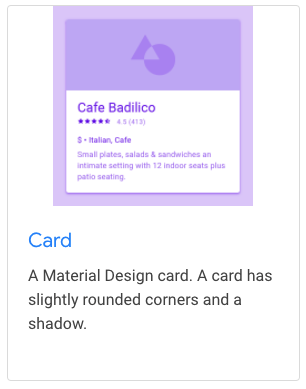 Cafe Badilico
4.5 (413)
$ • Italian, Cafe
Small plates, salads & sandwiches an
intimate setting with 12 indoor seats plus
patio seating.
Card
A Material Design card. A card has
slightly rounded corners and a
shadow.